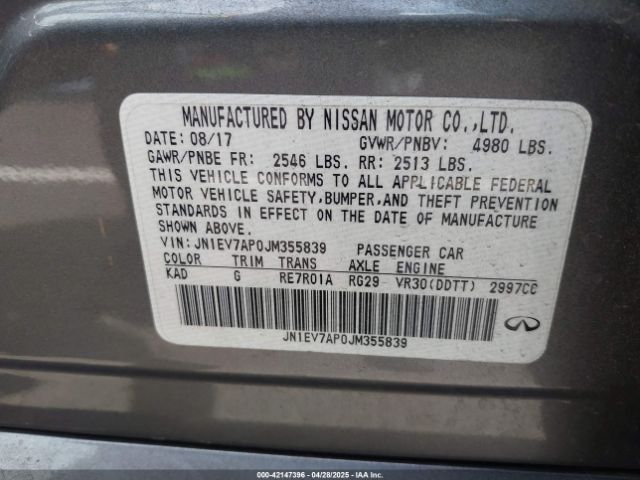 MANUFACTURED BY NISSAN MOTOR CO.,LTD.
DATE: 08/17 GVWR/PNBV: 4980 LBS.
GAWR/PNBE FR: 2546 LBS. RR: 2513 LBS.
THIS VEHICLE CONFORMS TO ALL APPLICABLE FEDERAL
MOTOR VEHICLE SAFETY,BUMPER,AND THEFT PREVENTION
STANDARDS IN EFFECT ON THE DATE OF MANUFACTURE
SHOWN ABOVE.
VIN: JN1EV7AP0JM355839 PASSENGER CAR
COLOR TRIM TRANS AXLE ENGINE
KAD G RE7R01A RG29 VR30(DDTT) 2997CC
JN1EV7AP0JM355839
000-42147396 - 04/28/2025 - IAAI.COM